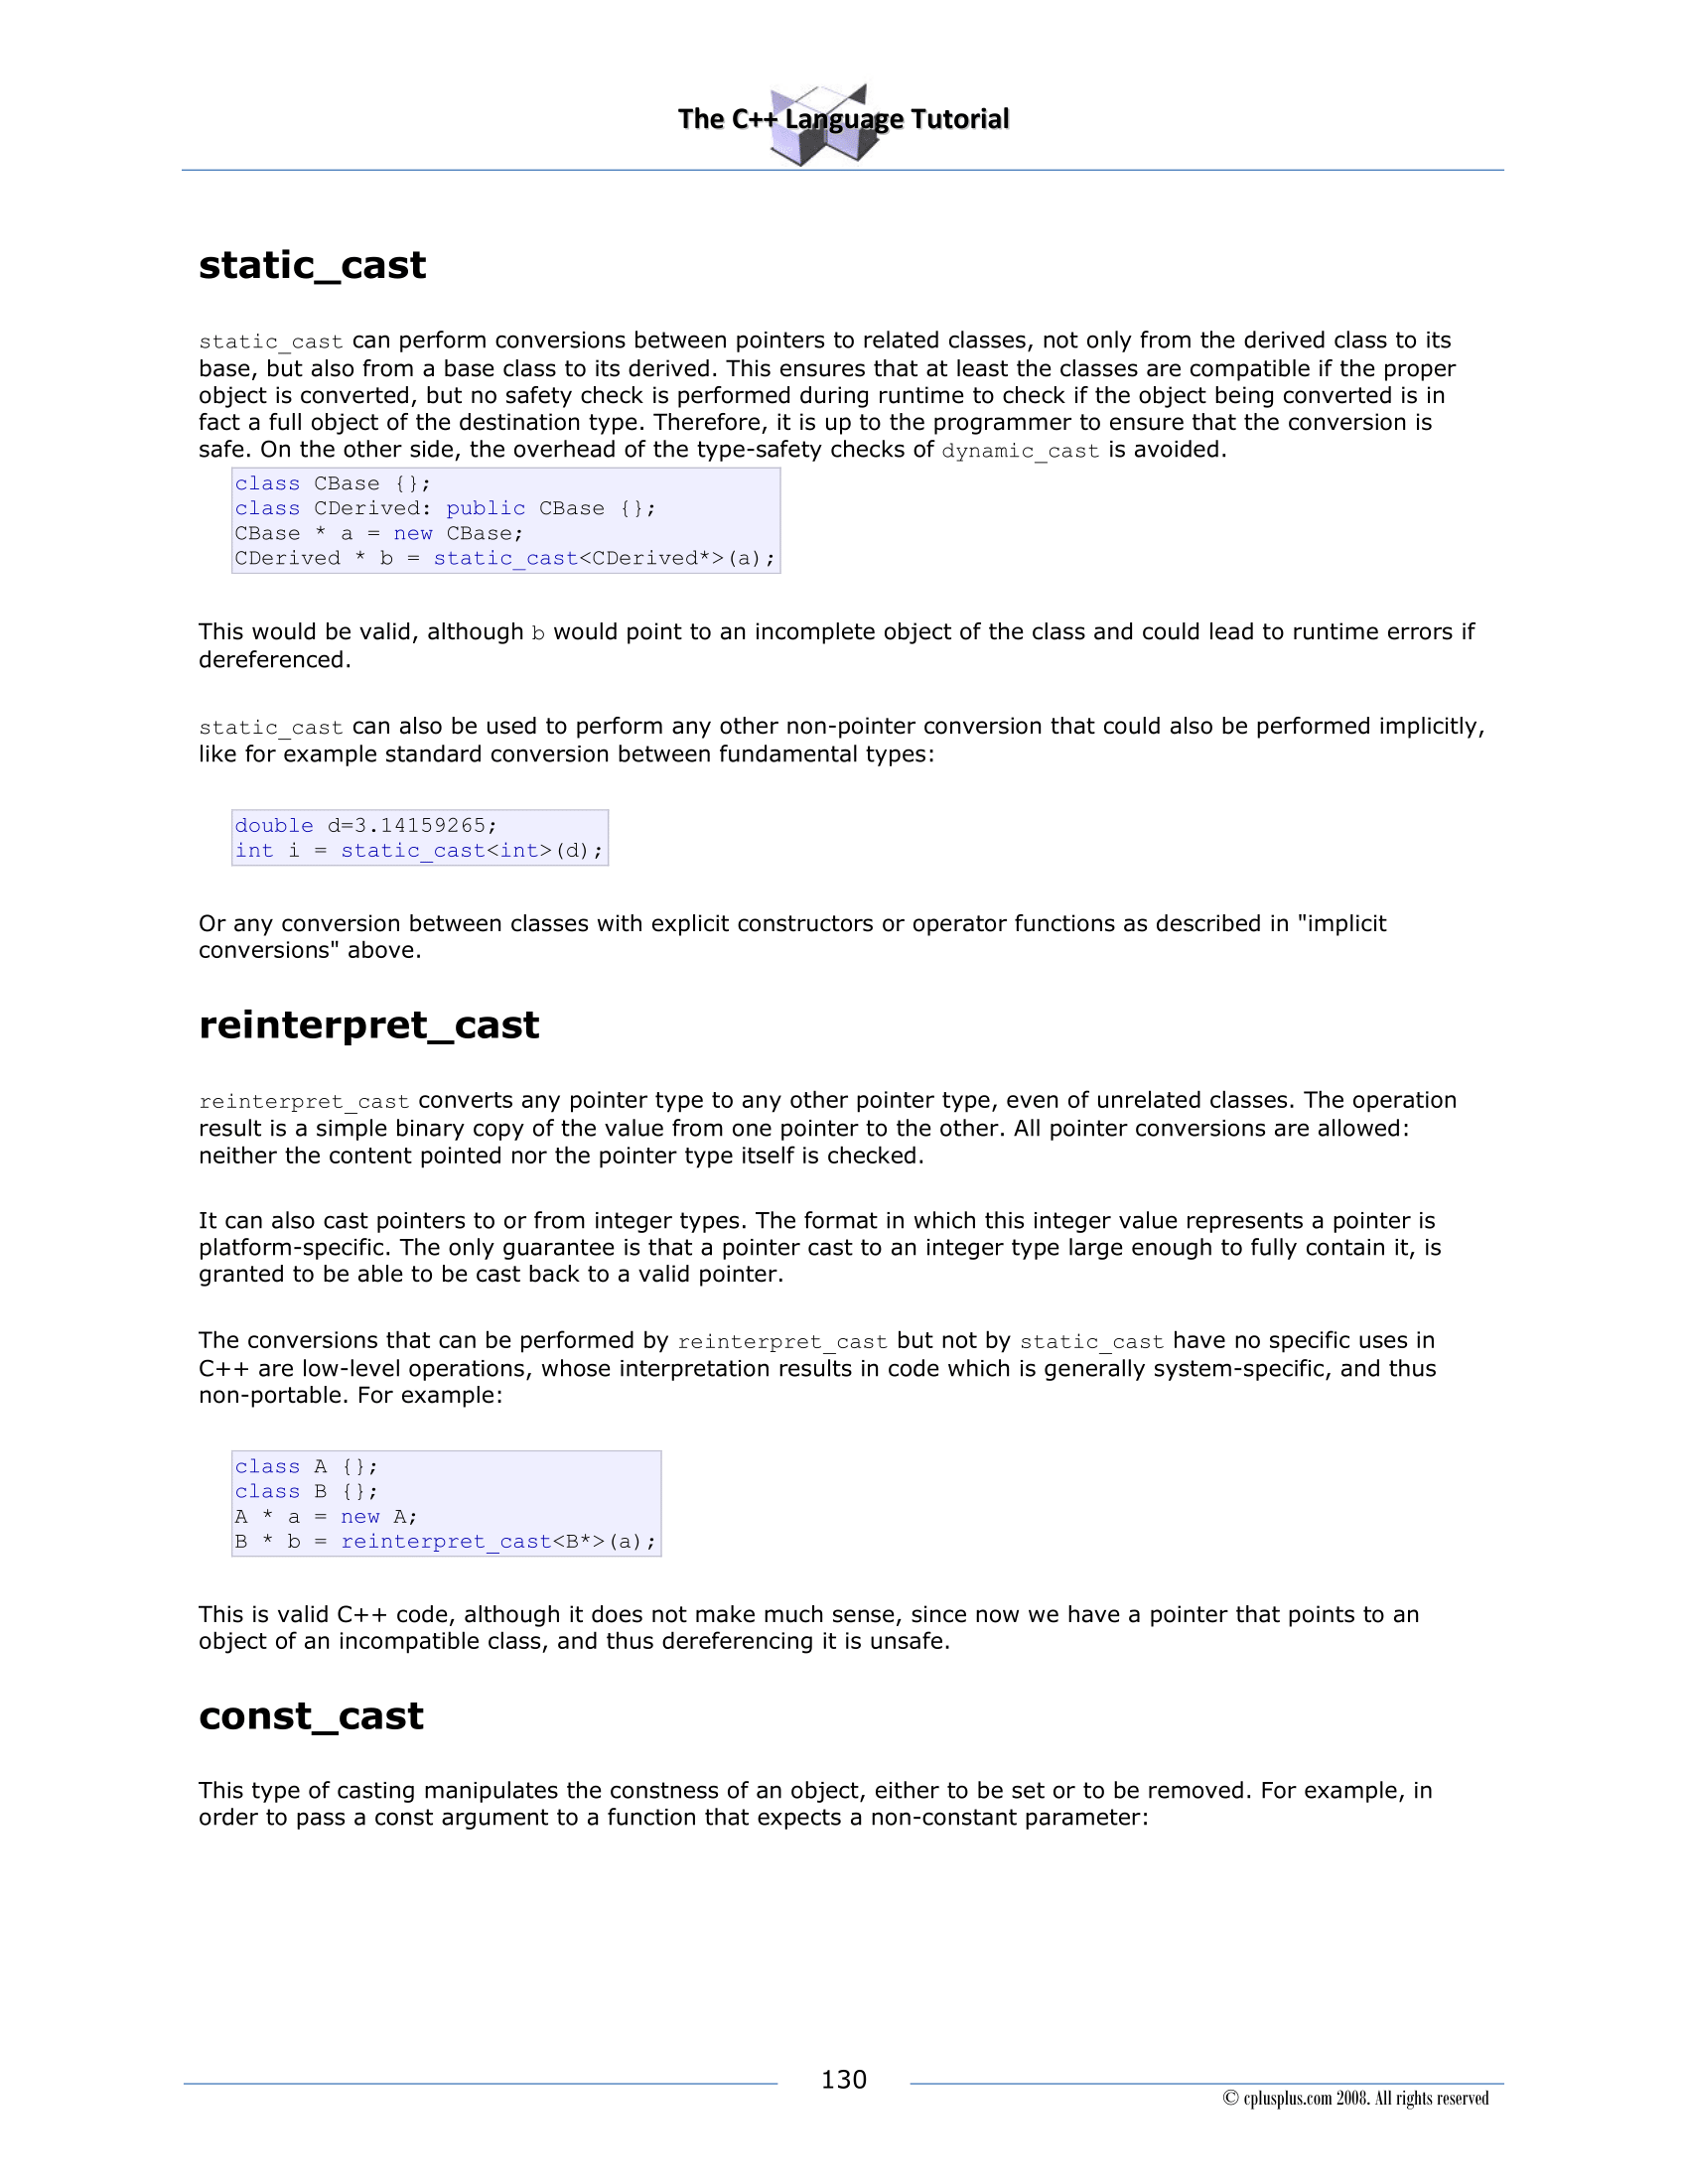 The C++ Language Tutorial
static_cast
static_cast can perform conversions between pointers to related classes, not only from the derived class to its
base, but also from a base class to its derived. This ensures that at least the classes are compatible if the proper
object is converted, but no safety check is performed during runtime to check if the object being converted is in
fact a full object of the destination type. Therefore, it is up to the programmer to ensure that the conversion is
safe. On the other side, the overhead of the type-safety checks of dynamic_cast is avoided.
class CBase {};
class CDerived: public CBase {};
CBase * a = new CBase;
CDerived * b = static_cast<CDerived*>(a);
This would be valid, although b would point to an incomplete object of the class and could lead to runtime errors if
dereferenced.
static_cast can also be used to perform any other non-pointer conversion that could also be performed implicitly,
like for example standard conversion between fundamental types:
double d=3.14159265;
int i = static_cast<int>(d);
Or any conversion between classes with explicit constructors or operator functions as described in "implicit
conversions" above.
reinterpret_cast
reinterpret_cast converts any pointer type to any other pointer type, even of unrelated classes. The operation
result is a simple binary copy of the value from one pointer to the other. All pointer conversions are allowed:
neither the content pointed nor the pointer type itself is checked.
It can also cast pointers to or from integer types. The format in which this integer value represents a pointer is
platform-specific. The only guarantee is that a pointer cast to an integer type large enough to fully contain it, is
granted to be able to be cast back to a valid pointer.
The conversions that can be performed by reinterpret_cast but not by static_cast have no specific uses in
C++ are low-level operations, whose interpretation results in code which is generally system-specific, and thus
non-portable. For example:
class A {};
class B {};
A * a = new A;
B * b = reinterpret_cast<B*>(a);
This is valid C++ code, although it does not make much sense, since now we have a pointer that points to an
object of an incompatible class, and thus dereferencing it is unsafe.
const_cast
This type of casting manipulates the constness of an object, either to be set or to be removed. For example, in
order to pass a const argument to a function that expects a non-constant parameter:
130
© cplusplus.com 2008. All rights reserved